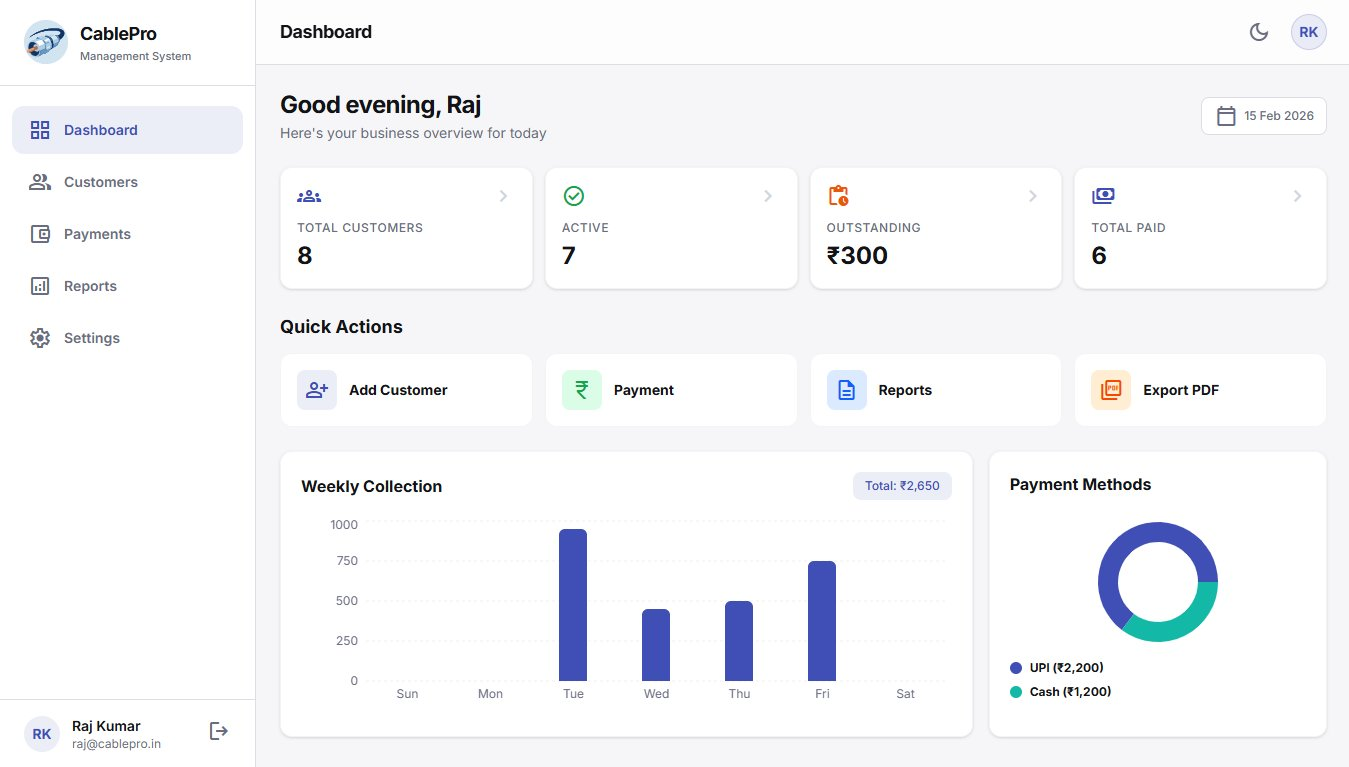 CablePro
Management System
Dashboard
Customers
Payments
Reports
Settings
Raj Kumar
raj@cablepro.in
RK
Dashboard
RK
Good evening, Raj
Here's your business overview for today
15 Feb 2026
TOTAL CUSTOMERS
8
ACTIVE
7
OUTSTANDING
₹300
TOTAL PAID
6
Quick Actions
Add Customer
₹
Payment
Reports
PDF
Export PDF
Weekly Collection
Total: ₹2,650
1000
750
500
250
0
Sun
Mon
Tue
Wed
Thu
Fri
Sat
Payment Methods
UPI (₹2,200)
Cash (₹1,200)